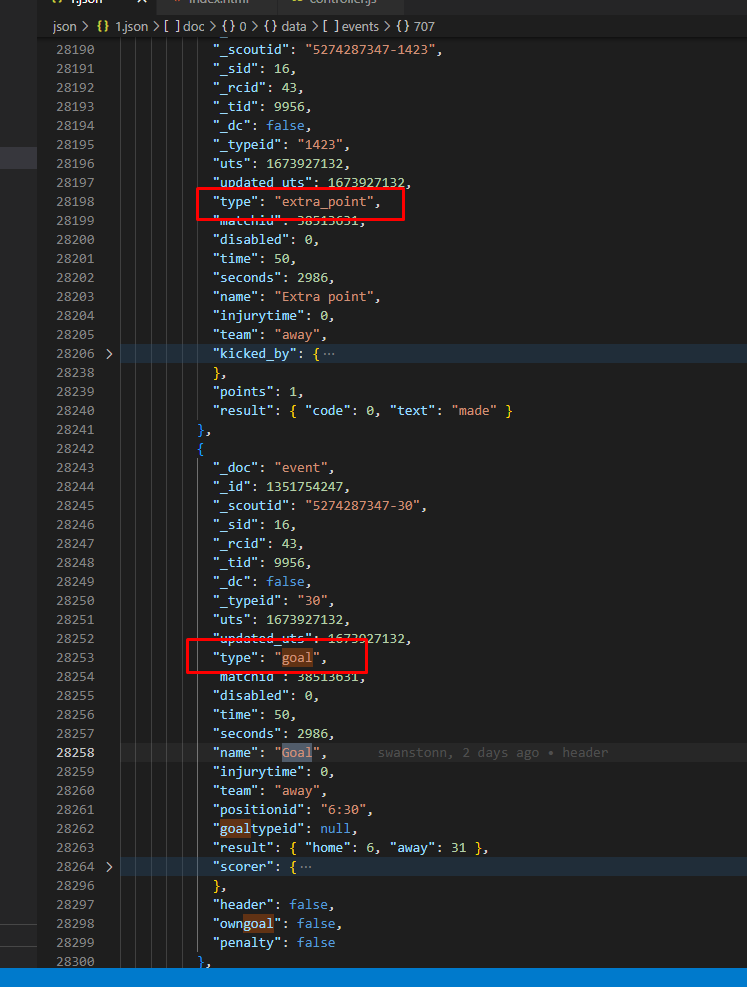 1.json index.html controller.js
json > {} 1.json > [ ] doc > {} 0 > {} data > [ ] events > {} 707
28190 "_scoutid": "5274287347-1423",
28191 "_sid": 16,
28192 "_rcid": 43,
28193 "_tid": 9956,
28194 "_dc": false,
28195 "_typeid": "1423",
28196 "uts": 1673927132,
28197 "updated_uts": 1673927132,
28198 "type": "extra_point",
28199 "matchid": 38513631,
28200 "disabled": 0,
28201 "time": 50,
28202 "seconds": 2986,
28203 "name": "Extra point",
28204 "injurytime": 0,
28205 "team": "away",
28206 > "kicked_by": { ⋯
28238 },
28239 "points": 1,
28240 "result": { "code": 0, "text": "made" }
28241 },
28242 {
28243 "_doc": "event",
28244 "_id": 1351754247,
28245 "_scoutid": "5274287347-30",
28246 "_sid": 16,
28247 "_rcid": 43,
28248 "_tid": 9956,
28249 "_dc": false,
28250 "_typeid": "30",
28251 "uts": 1673927132,
28252 "updated_uts": 1673927132,
28253 "type": "goal",
28254 "matchid": 38513631,
28255 "disabled": 0,
28256 "time": 50,
28257 "seconds": 2986,
28258 "name": "Goal", swanstonn, 2 days ago • header
28259 "injurytime": 0,
28260 "team": "away",
28261 "positionid": "6:30",
28262 "goaltypeid": null,
28263 "result": { "home": 6, "away": 31 },
28264 > "scorer": { ⋯
28296 },
28297 "header": false,
28298 "owngoal": false,
28299 "penalty": false
28300 },